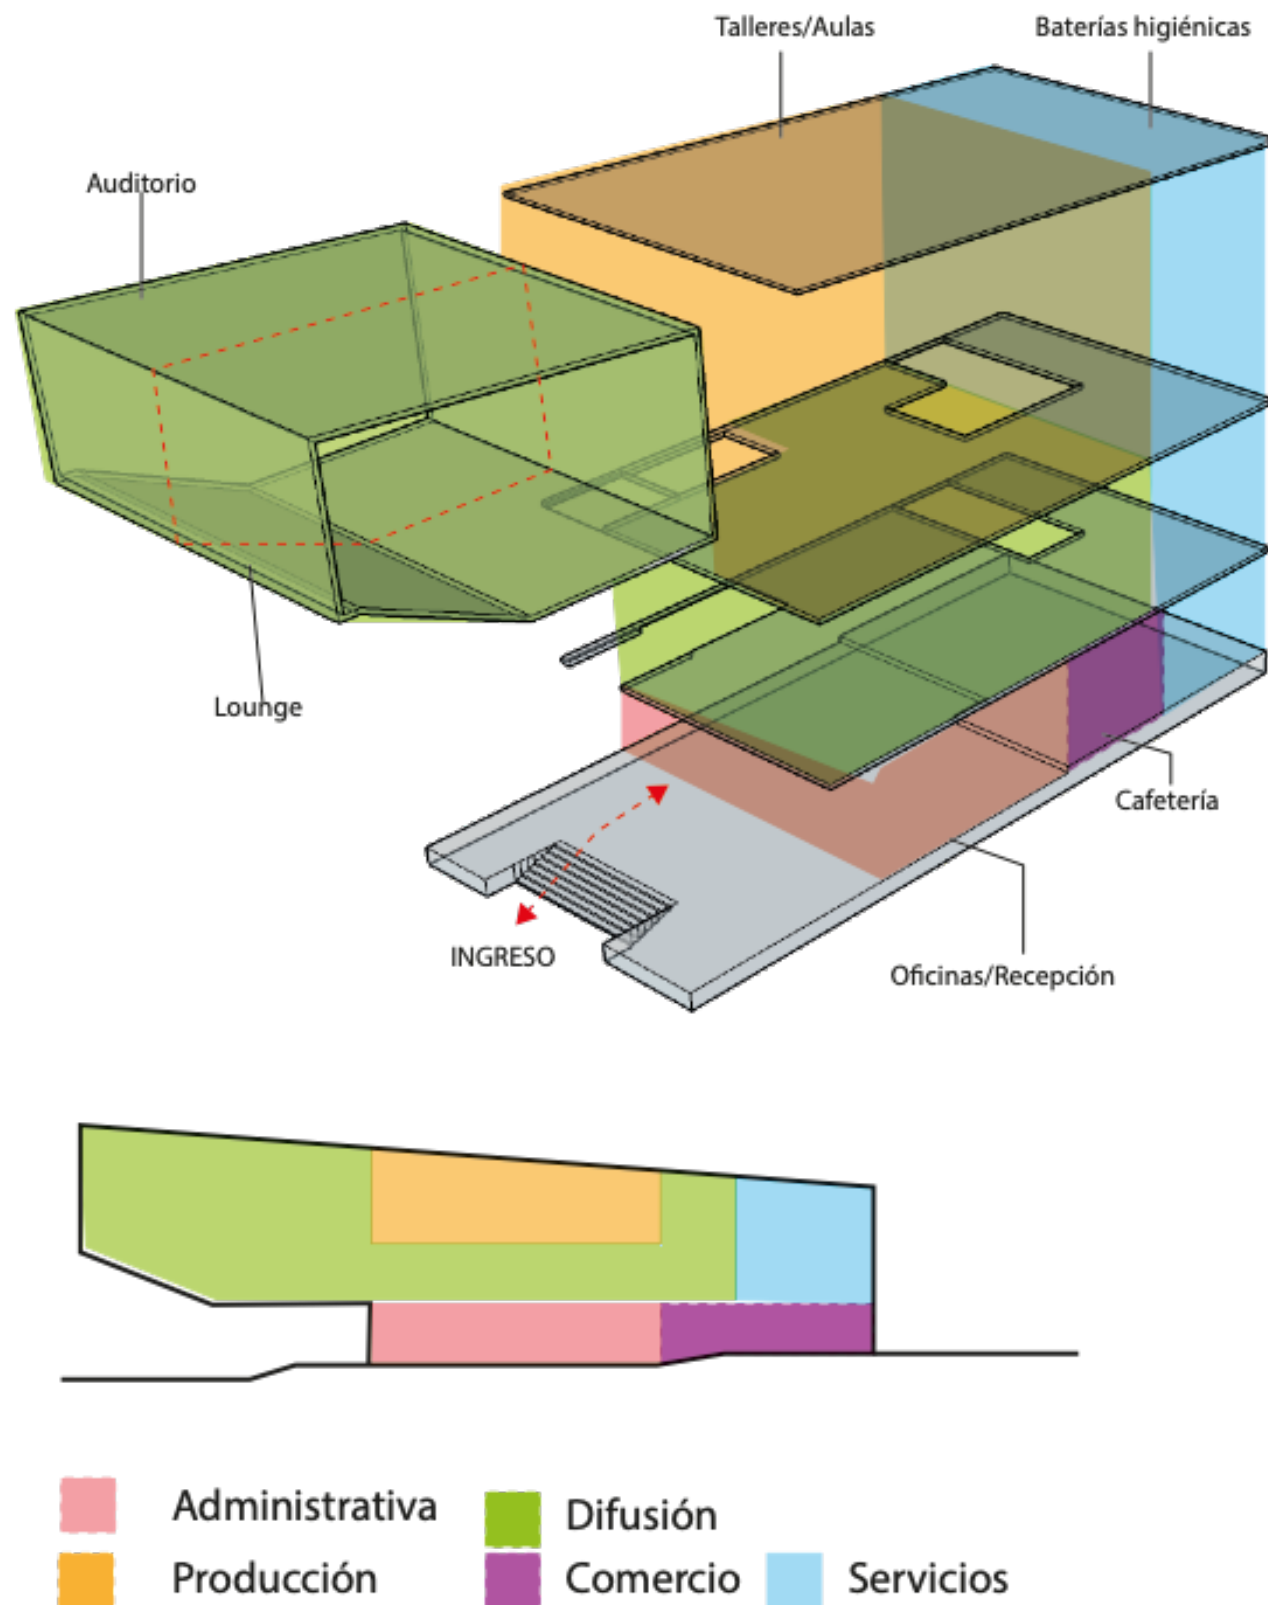 Talleres/Aulas
Baterías higiénicas
Auditorio
Lounge
Cafetería
INGRESO
Oficinas/Recepción
Administrativa
Difusión
Producción
Comercio
Servicios